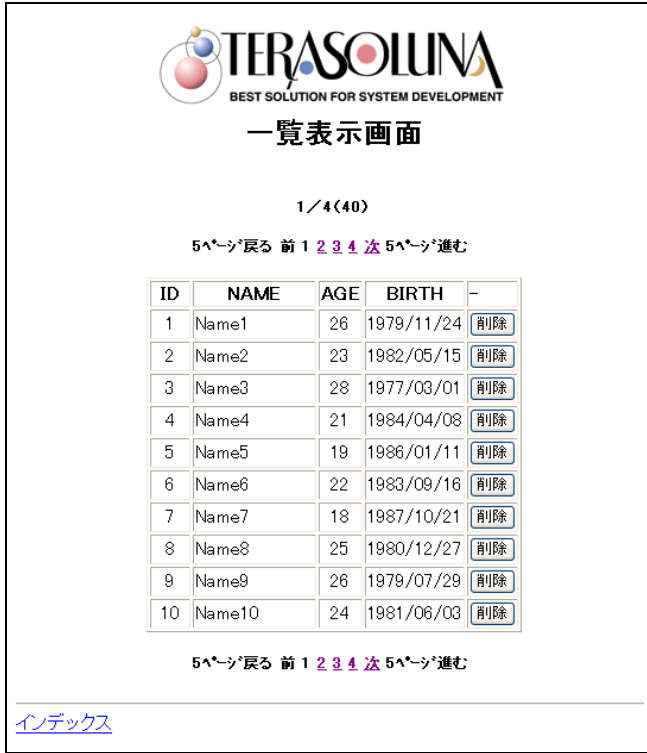 TERASOLUNA
BEST SOLUTION FOR SYSTEM DEVELOPMENT
一覧表示画面
1／4(40)
5ﾍﾟｰｼﾞ戻る 前 1 2 3 4 次 5ﾍﾟｰｼﾞ進む
ID NAME AGE BIRTH -
1 Name1 26 1979/11/24 削除
2 Name2 23 1982/05/15 削除
3 Name3 28 1977/03/01 削除
4 Name4 21 1984/04/08 削除
5 Name5 19 1986/01/11 削除
6 Name6 22 1983/09/16 削除
7 Name7 18 1987/10/21 削除
8 Name8 25 1980/12/27 削除
9 Name9 26 1979/07/29 削除
10 Name10 24 1981/06/03 削除
5ﾍﾟｰｼﾞ戻る 前 1 2 3 4 次 5ﾍﾟｰｼﾞ進む
インデックス